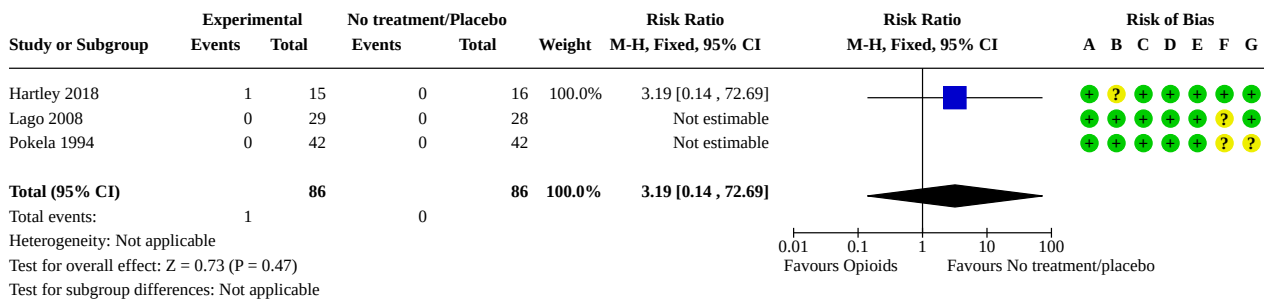 Experimental No treatment/Placebo Risk Ratio Risk Ratio Risk of Bias
Study or Subgroup Events Total Events Total Weight M-H, Fixed, 95% CI M-H, Fixed, 95% CI A B C D E F G
Hartley 2018 1 15 0 16 100.0% 3.19 [0.14 , 72.69] + ? + + + + +
Lago 2008 0 29 0 28 Not estimable + + + + + ? +
Pokela 1994 0 42 0 42 Not estimable + + + + + ? ?
Total (95% CI) 86 86 100.0% 3.19 [0.14 , 72.69]
Total events: 1 0
Heterogeneity: Not applicable
0.01 0.1 1 10 100
Test for overall effect: Z = 0.73 (P = 0.47)
Favours Opioids Favours No treatment/placebo
Test for subgroup differences: Not applicable